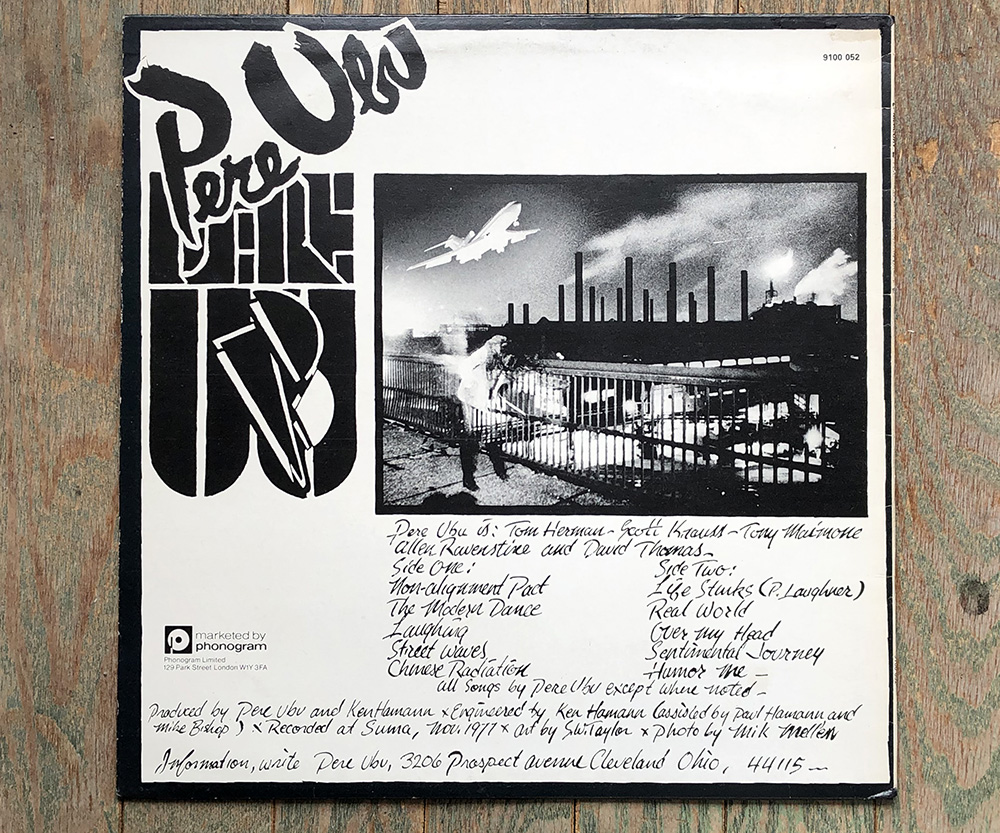 Pere Ubu
9100 052
UBU
Pere Ubu is: Tom Herman - Scott Krauss - Tony Maimone
Allen Ravenstine and David Thomas -
Side One:
Non-alignment Pact
The Modern Dance
Laughing
Street Waves
Chinese Radiation
Side Two:
Life Stinks (P. Laughner)
Real World
Over my Head
Sentimental Journey
Humor me -
all Songs by Pere Ubu except where noted -
marketed by
phonogram
Phonogram Limited
129 Park Street London W1Y 3FA
Produced by Pere Ubu and Ken Hamann x Engineered by Ken Hamann (assisted by Paul Hamann and
Mike Bishop) x Recorded at Suma, Nov. 1977 x Art by S.W. Taylor x Photo by Mik Mellen
Information, write Pere Ubu, 3206 Prospect avenue Cleveland Ohio, 44115 -